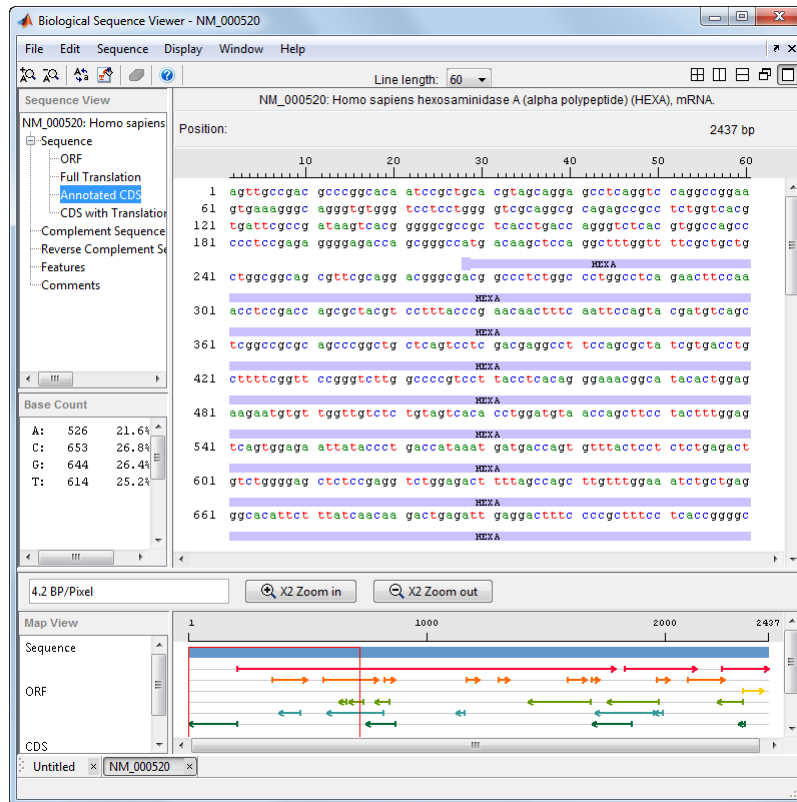 Biological Sequence Viewer - NM_000520
File Edit Sequence Display Window Help
Line length: 60
Sequence View
NM_000520: Homo sapiens
Sequence
ORF
Full Translation
Annotated CDS
CDS with Translation
Complement Sequence
Reverse Complement Se
Features
Comments
NM_000520: Homo sapiens hexosaminidase A (alpha polypeptide) (HEXA), mRNA.
Position: 2437 bp
10 20 30 40 50 60
1 agttgccgac gcccggcaca atccgctgca cgtagcagga gcctcaggtc caggccggaa
61 gtgaaagggc agggtgtggg tcctcctggg gtcgcaggcg cagagccgcc tctggtcacg
121 tgattcgccg ataagtcacg ggggcgccgc tcacctgacc agggtctcac gtggccagcc
181 ccctccgaga ggggagacca gcgggccatg acaagctcca ggctttggtt ttcgctgctg
HEXA
241 ctggcggcag cgttcgcagg acgggcgacg gccctctggc cctggcctca gaacttccaa
HEXA
301 acctccgacc agcgctacgt cctttacccg aacaactttc aattccagta cgatgtcagc
HEXA
361 tcggccgcgc agcccggctg ctcagtcctc gacgaggcct tccagcgcta tcgtgacctg
HEXA
421 cttttcggtt ccgggtcttg gccccgtcct tacctcacag ggaaacggca tacactggag
HEXA
481 aagaatgtgt tggttgtctc tgtagtcaca cctggatgta accagcttcc tactttggag
HEXA
541 tcagtggaga attataccct gaccataaat gatgaccagt gtttactcct ctctgagact
HEXA
601 gtctggggag ctctccgagg tctggagact tttagccagc ttgtttggaa atctgctgag
HEXA
661 ggcacattct ttatcaacaa gactgagatt gaggactttc cccgctttcc tcaccggggc
HEXA
Base Count
A: 526 21.6%
C: 653 26.8%
G: 644 26.4%
T: 614 25.2%
4.2 BP/Pixel
X2 Zoom in
X2 Zoom out
Map View
1 1000 2000 2437
Sequence
ORF
CDS
Untitled
NM_000520